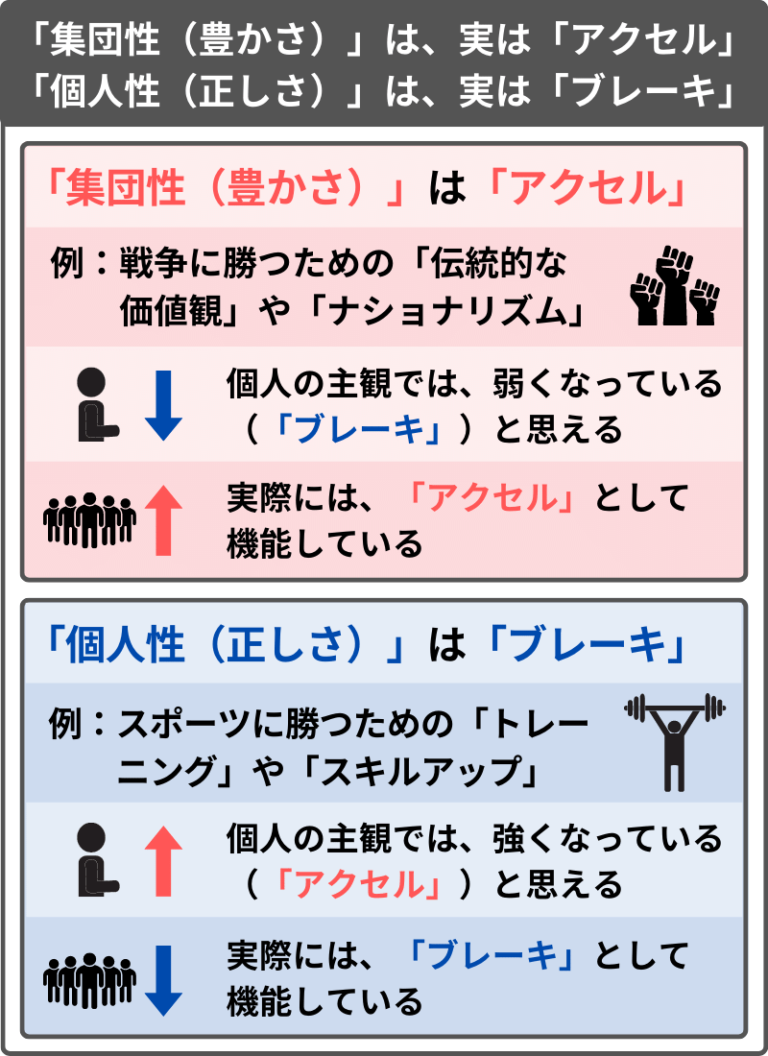 「集団性（豊かさ）」は、実は「アクセル」
「個人性（正しさ）」は、実は「ブレーキ」
「集団性（豊かさ）」は「アクセル」
例：戦争に勝つための「伝統的な
価値観」や「ナショナリズム」
個人の主観では、弱くなっている
（「ブレーキ」）と思える
実際には、「アクセル」として
機能している
「個人性（正しさ）」は「ブレーキ」
例：スポーツに勝つための「トレー
ニング」や「スキルアップ」
個人の主観では、強くなっている
（「アクセル」）と思える
実際には、「ブレーキ」として
機能している